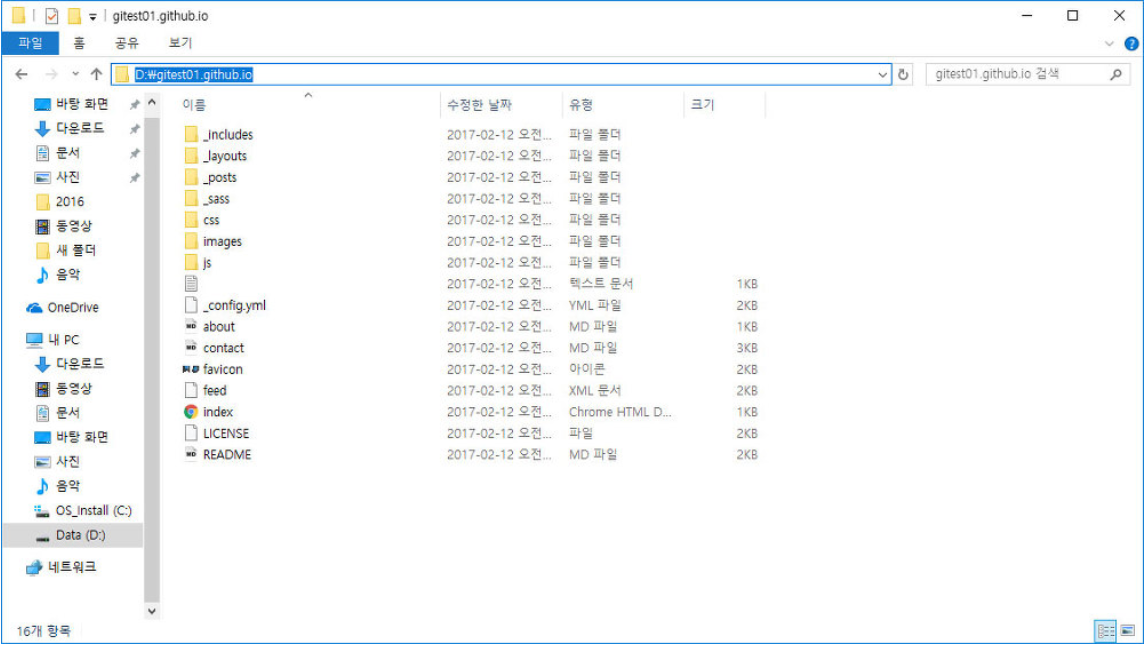 gitest01.github.io
파일 홈 공유 보기
D:₩gitest01.github.io
gitest01.github.io 검색
바탕 화면
다운로드
문서
사진
2016
동영상
새 폴더
음악
OneDrive
내 PC
다운로드
동영상
문서
바탕 화면
사진
음악
OS_Install (C:)
Data (D:)
네트워크
이름 수정한 날짜 유형 크기
_includes 2017-02-12 오전... 파일 폴더
_layouts 2017-02-12 오전... 파일 폴더
_posts 2017-02-12 오전... 파일 폴더
_sass 2017-02-12 오전... 파일 폴더
css 2017-02-12 오전... 파일 폴더
images 2017-02-12 오전... 파일 폴더
js 2017-02-12 오전... 파일 폴더
2017-02-12 오전... 텍스트 문서 1KB
_config.yml 2017-02-12 오전... YML 파일 2KB
about 2017-02-12 오전... MD 파일 1KB
contact 2017-02-12 오전... MD 파일 3KB
favicon 2017-02-12 오전... 아이콘 2KB
feed 2017-02-12 오전... XML 문서 2KB
index 2017-02-12 오전... Chrome HTML D... 1KB
LICENSE 2017-02-12 오전... 파일 2KB
README 2017-02-12 오전... MD 파일 2KB
16개 항목